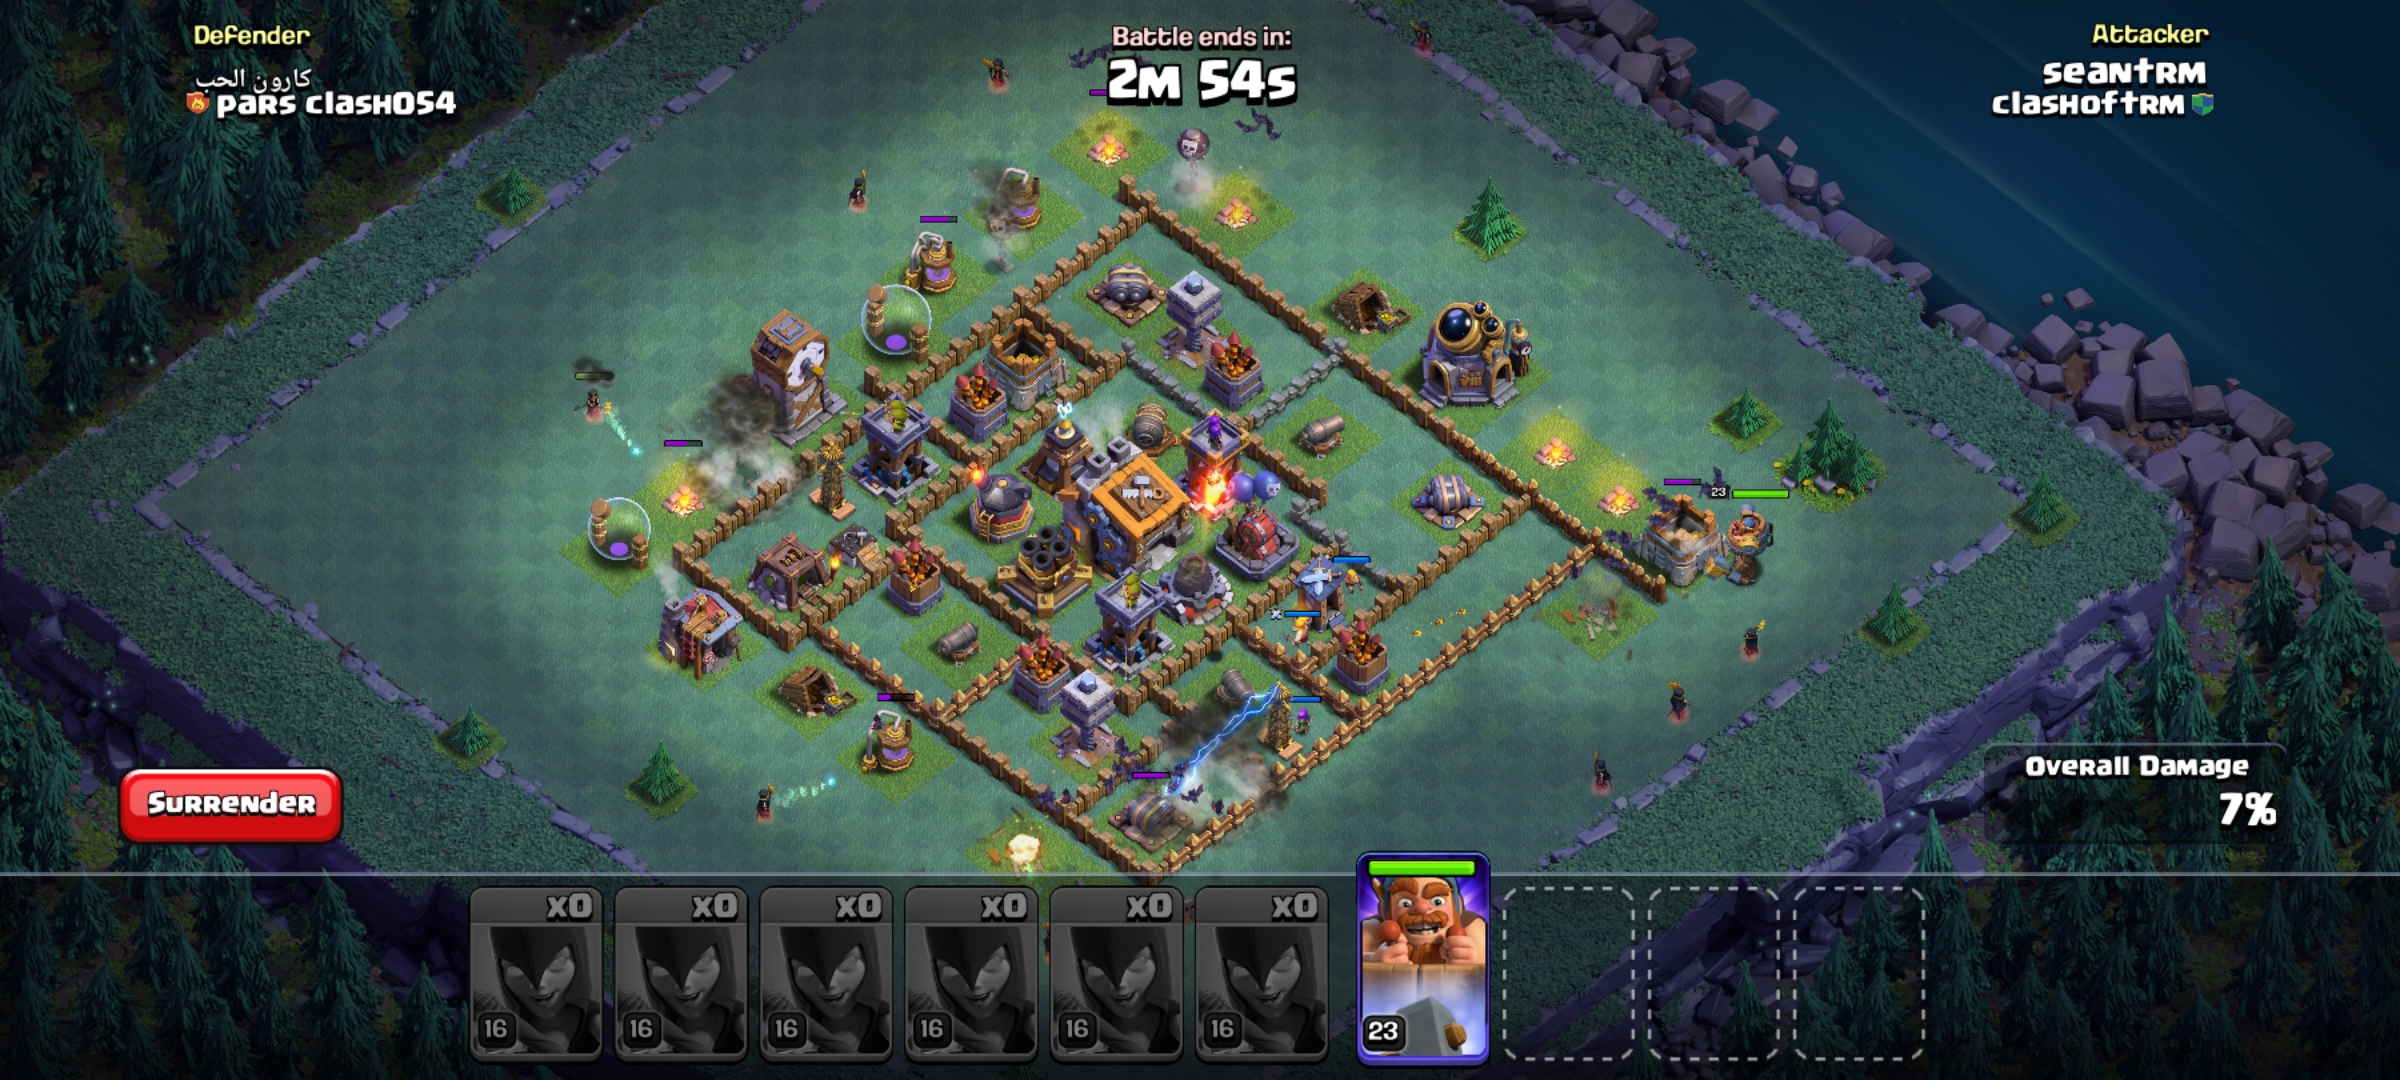 Defender
كارون الحب
pars clash054
Battle ends in:
2M 54S
Attacker
seantRM
clashoftRM
23
Surrender
Overall Damage
7%
x0 x0 x0 x0 x0 x0
16 16 16 16 16 16 23